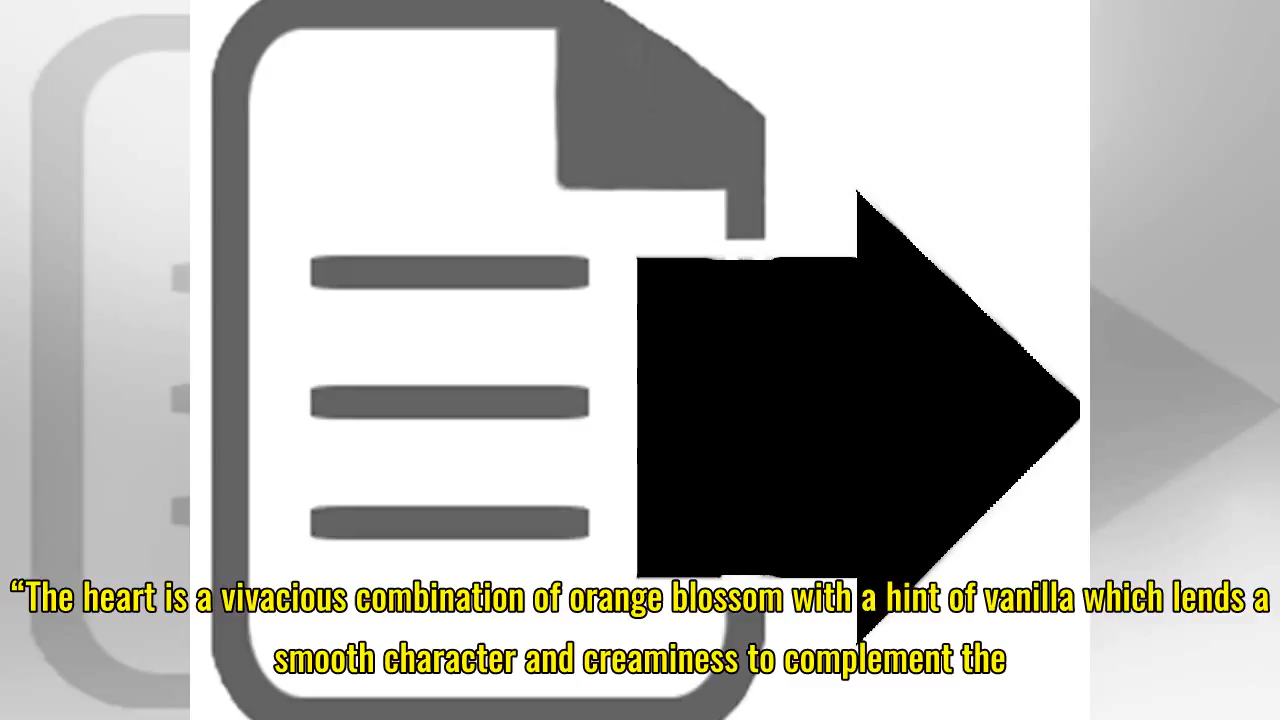 “The heart is a vivacious combination of orange blossom with a hint of vanilla which lends a
smooth character and creaminess to complement the